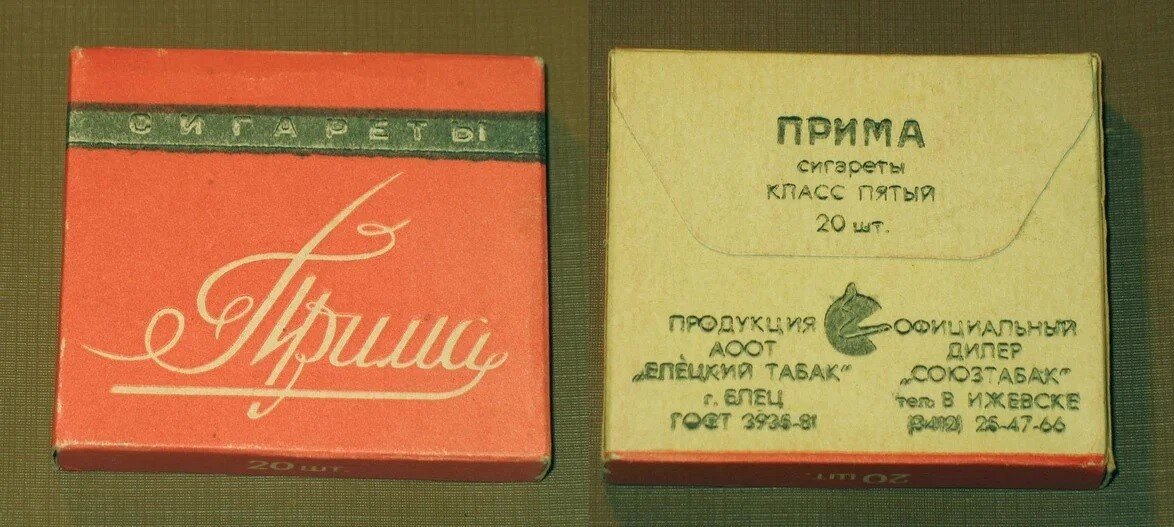 СИГАРЕТЫ
Прима
20 шт.
ПРИМА
сигареты
КЛАСС ПЯТЫЙ
20 шт.
ПРОДУКЦИЯ
АООТ
„ЕЛЕЦКИЙ ТАБАК"
г. ЕЛЕЦ
ГОСТ 3935-81
ОФИЦИАЛЬНЫЙ
ДИЛЕР
„СОЮЗТАБАК"
тел. В ИЖЕВСКЕ
(3412) 25-47-66
20 шт.